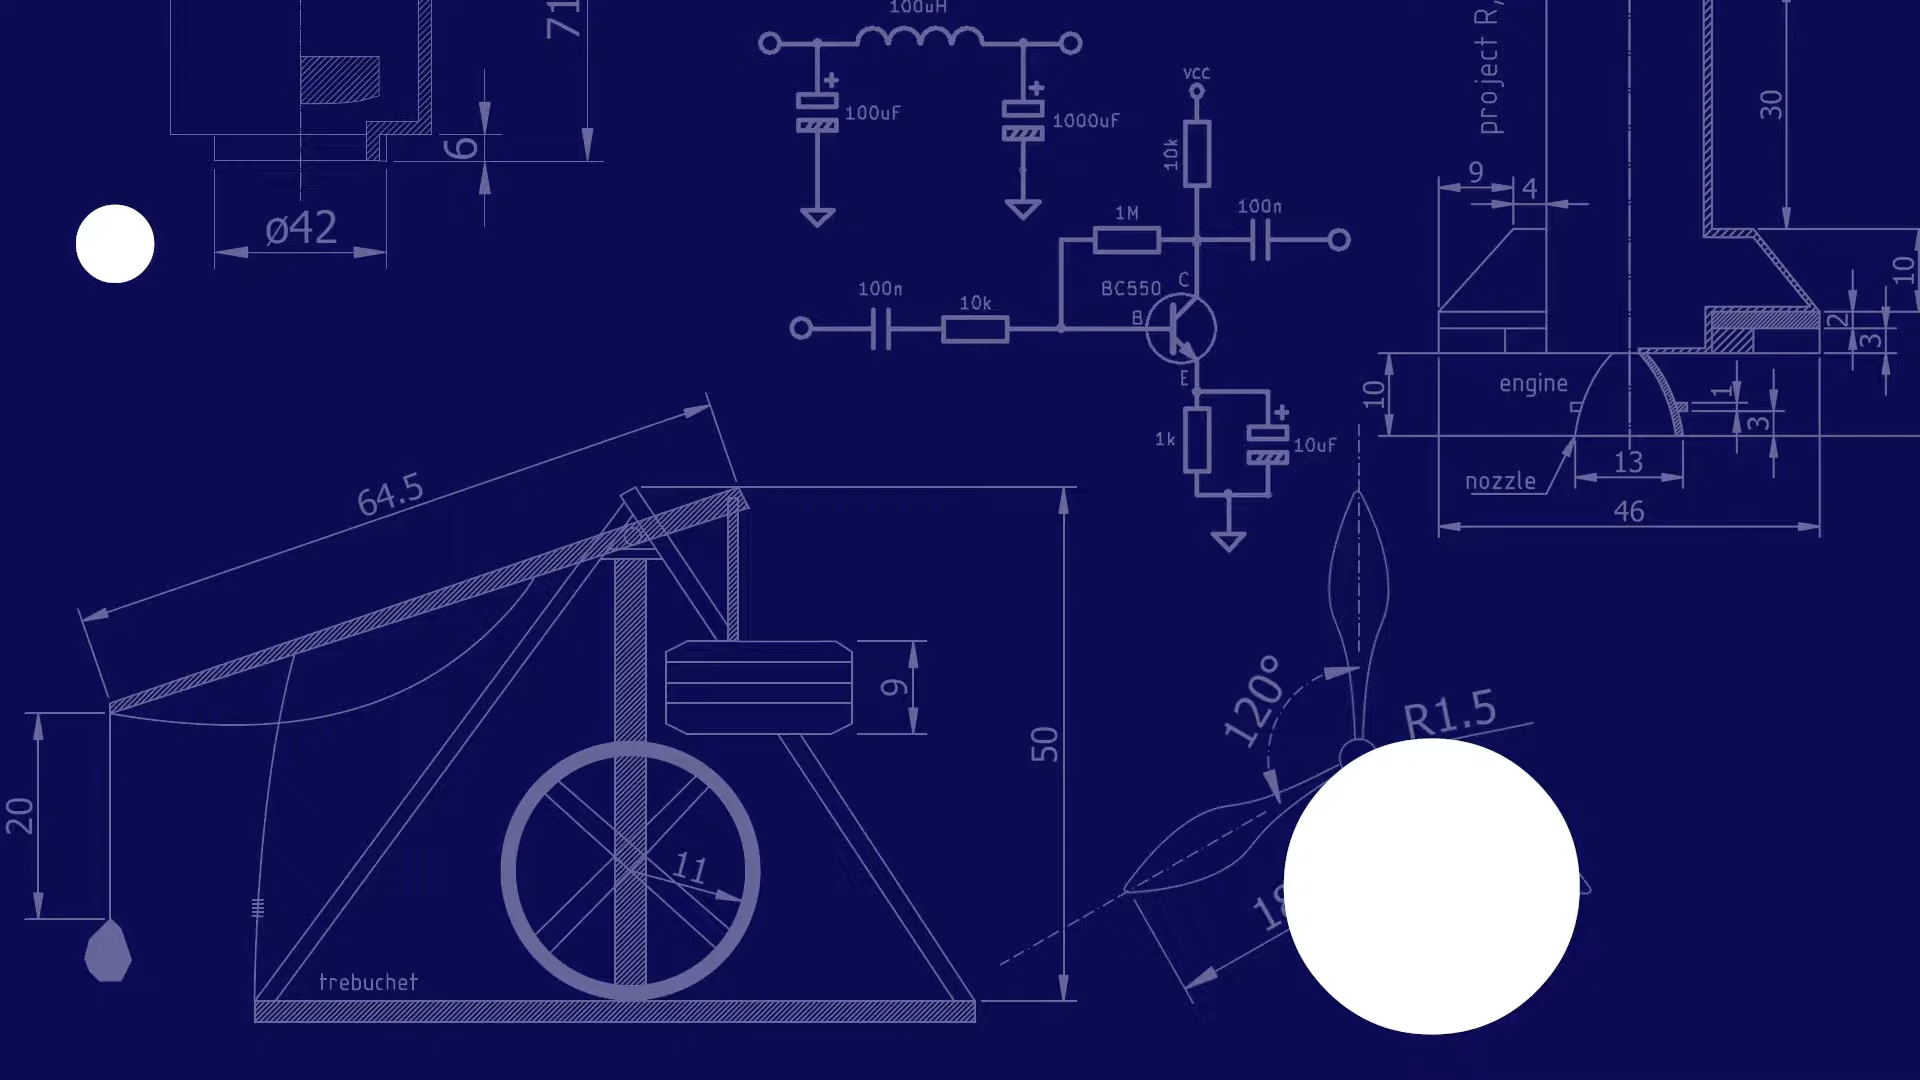 71
6
ø42
100uH
100uF
1000uF
vcc
10k
1M
100n
100n
10k
BC550
C
B
E
1k
10uF
project R,
30
9
4
10
2
3
engine
10
1
3
nozzle
13
46
64.5
9
50
20
11
trebuchet
120°
R1.5